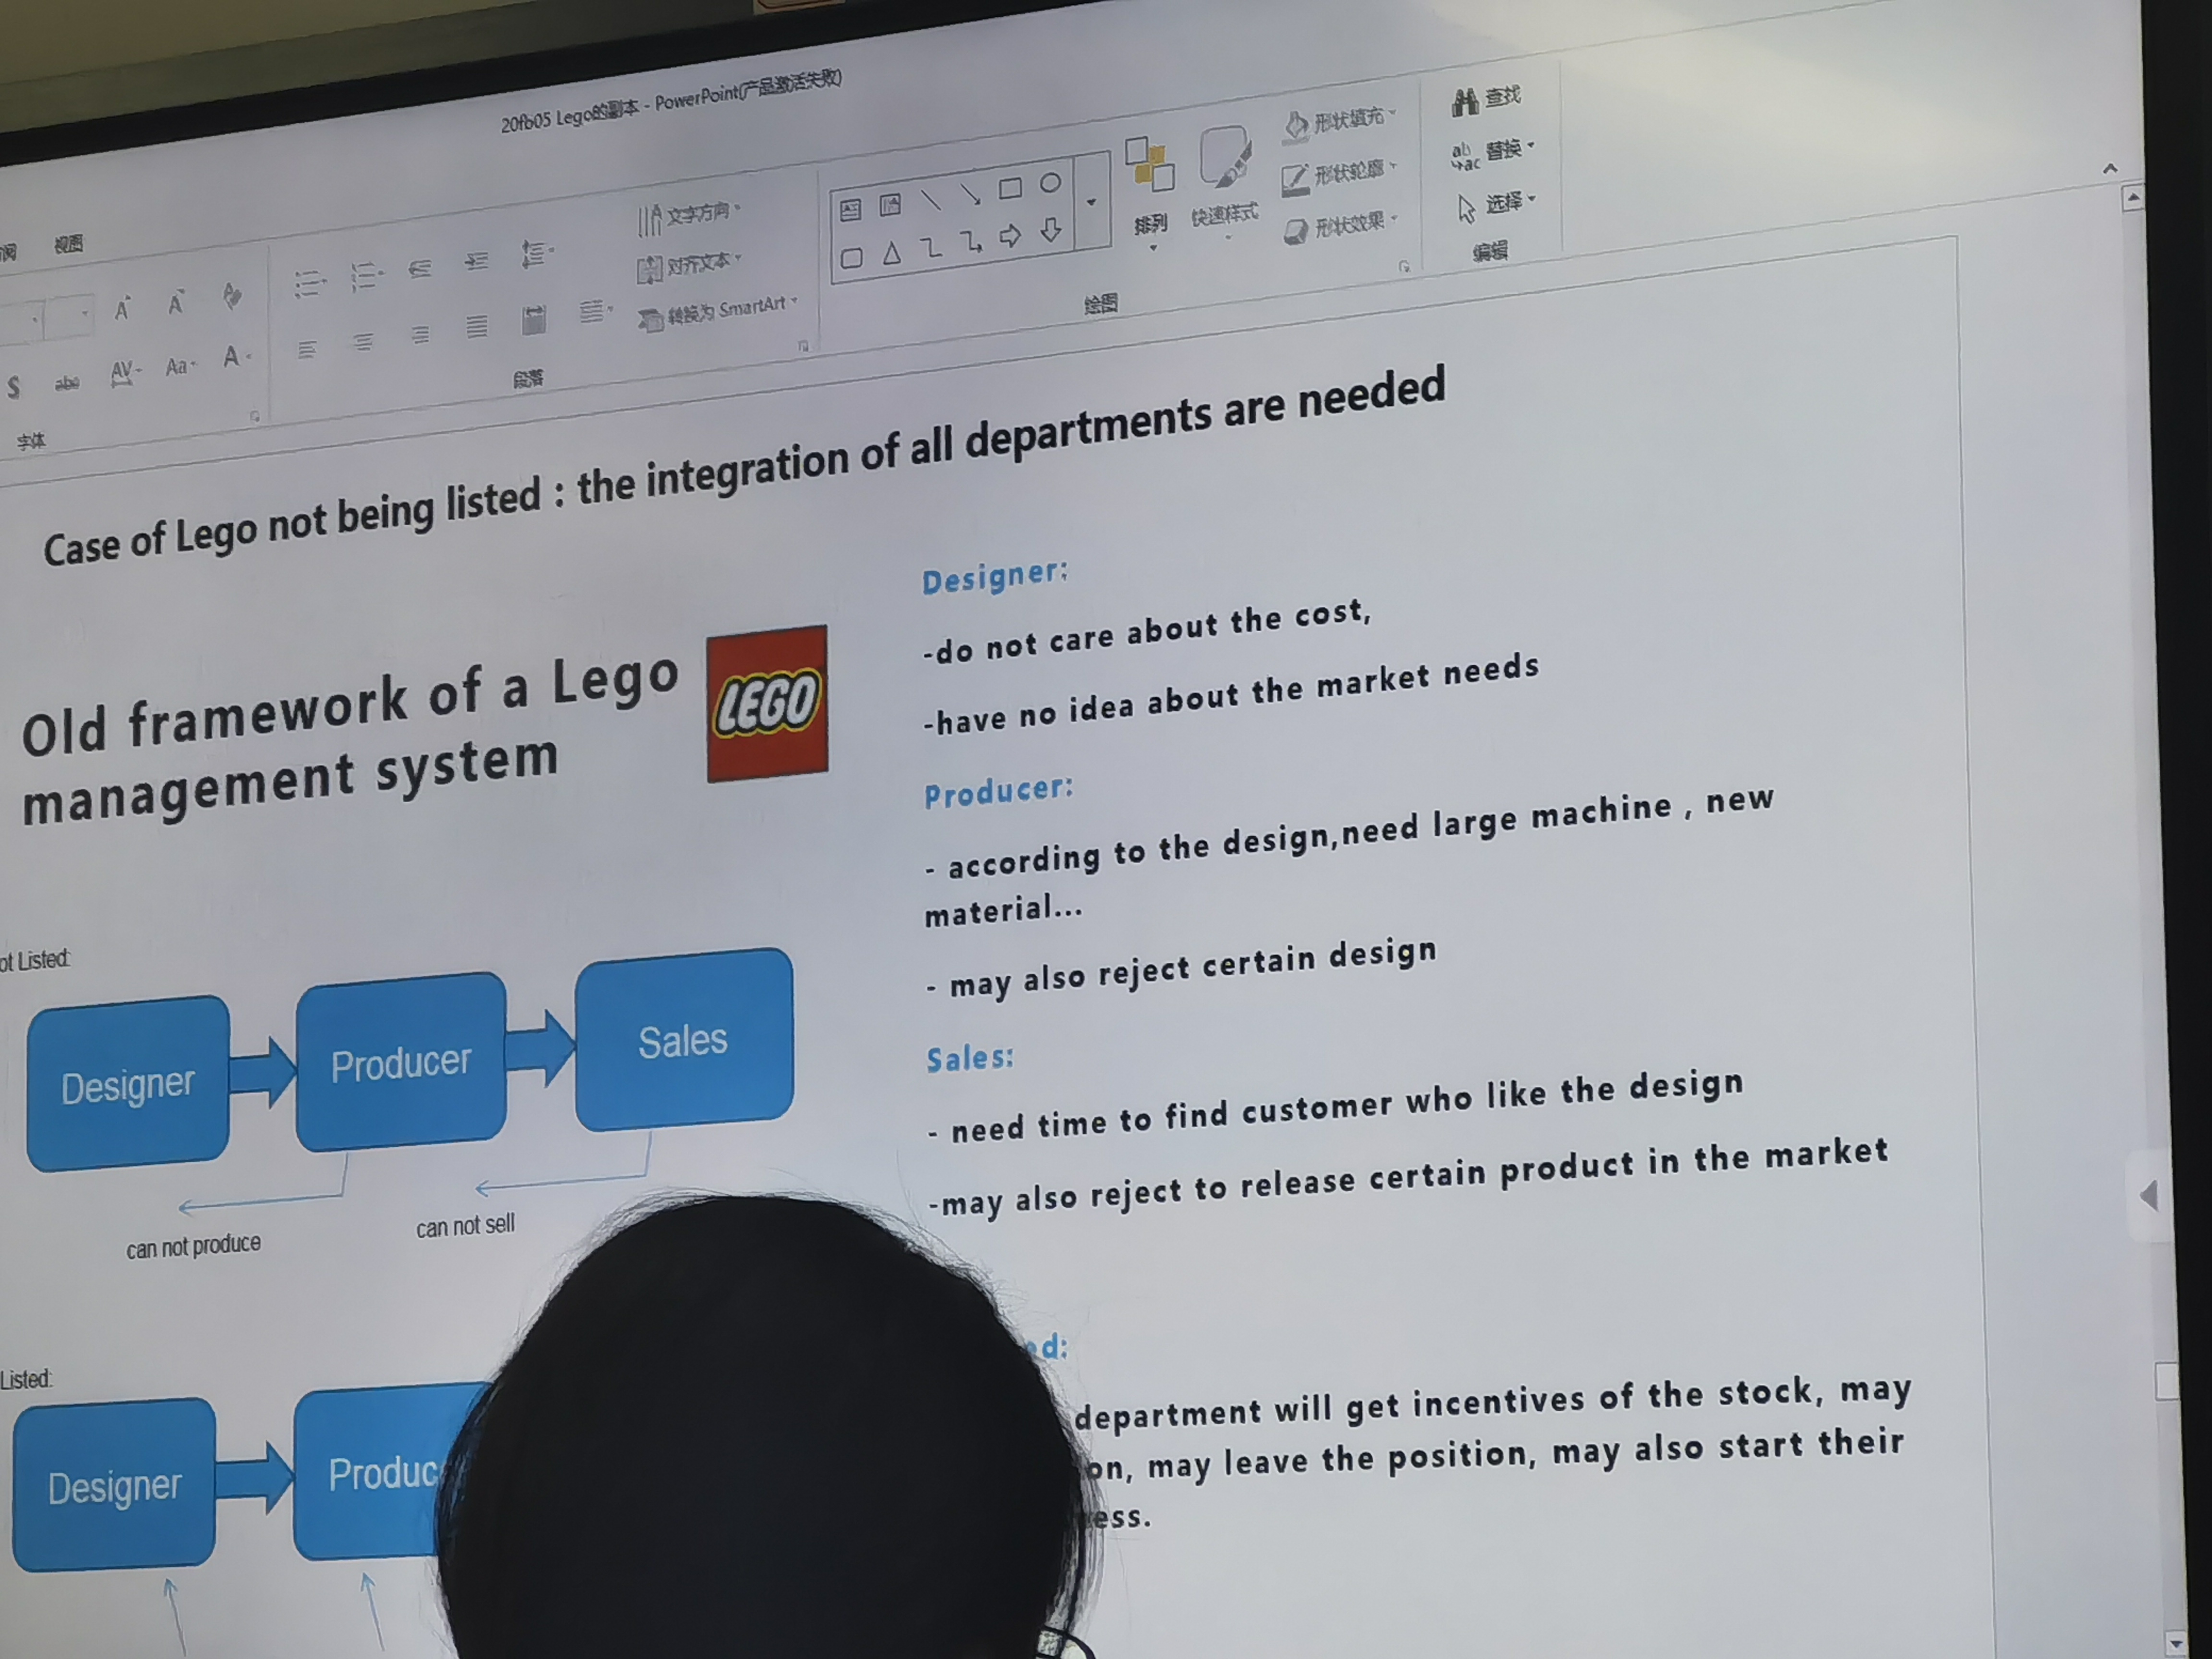 20fb05 Lego的副本 - PowerPoint(产品激活失败)
视图
查找
替换
选择
编辑
文字方向
对齐文本
转换为 SmartArt
段落
字体
排列
快速样式
形状填充
形状轮廓
形状效果
绘图
Case of Lego not being listed : the integration of all departments are needed
Old framework of a Lego
management system
LEGO
Listed:
Designer
Producer
Sales
can not produce
can not sell
Listed:
Designer
Designer:
-do not care about the cost,
-have no idea about the market needs
Producer:
- according to the design,need large machine , new
material...
- may also reject certain design
Sales:
- need time to find customer who like the design
-may also reject to release certain product in the market
department will get incentives of the stock, may
may leave the position, may also start their